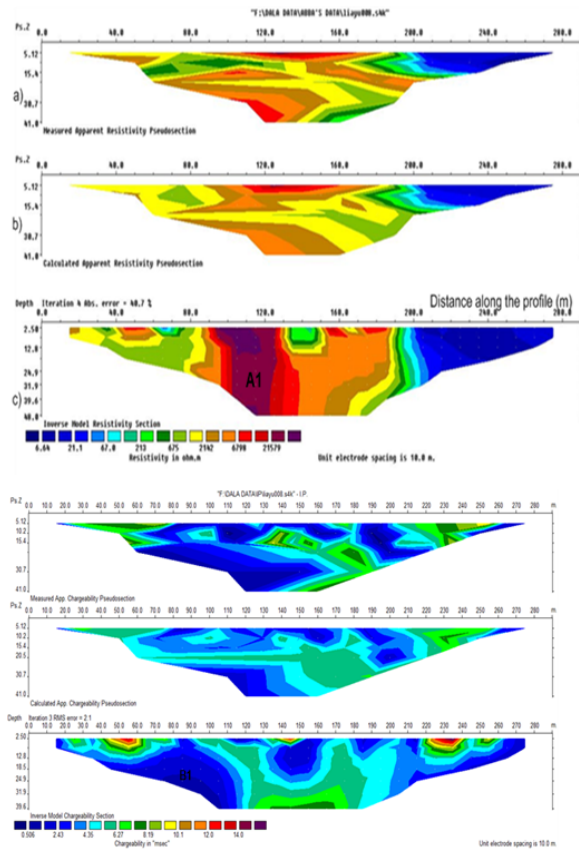 "F:\DALA DATA\ABBA'S DATA\liayu008.s4k"
Ps.Z 0.0 40.0 80.0 120.0 160.0 200.0 240.0 280.0 m.
5.12
15.4
a)
30.7
41.0
Measured Apparent Resistivity Pseudosection
Ps.Z 0.0 40.0 80.0 120.0 160.0 200.0 240.0 280.0 m.
5.12
15.4
b)
30.7
41.0
Calculated Apparent Resistivity Pseudosection
Distance along the profile (m)
Depth Iteration 4 Abs. error = 40.7 %
0.0 40.0 80.0 120.0 160.0 200.0 240.0 280.0 m.
2.50
12.8
24.9
31.9
A1
c)
39.6
48.0
Inverse Model Resistivity Section
6.64 21.1 67.0 213 675 2142 6798 21579
Resistivity in ohm.m Unit electrode spacing is 10.0 m.
"F:\DALA DATA\IP\liayu008.s4k" - I.P.
Ps.Z
0.0 10.0 20.0 30.0 40.0 50.0 60.0 70.0 80.0 90.0 100 110 120 130 140 150 160 170 180 190 200 210 220 230 240 250 260 270 280 m.
5.12
10.2
15.4
30.7
41.0
Measured App. Chargeability Pseudosection
Ps.Z
0.0 10.0 20.0 30.0 40.0 50.0 60.0 70.0 80.0 90.0 100 110 120 130 140 150 160 170 180 190 200 210 220 230 240 250 260 270 280 m.
5.12
10.2
15.4
20.5
30.7
41.0
Calculated App. Chargeability Pseudosection
Depth Iteration 3 RMS error = 2.1
0.0 10.0 20.0 30.0 40.0 50.0 60.0 70.0 80.0 90.0 100 110 120 130 140 150 160 170 180 190 200 210 220 230 240 250 260 270 280 m.
2.50
12.8
18.5
24.9
B1
31.9
39.6
Inverse Model Chargeability Section
0.506 2.43 4.35 6.27 8.19 10.1 12.0 14.0
Chargeability in "msec" Unit electrode spacing is 10.0 m.